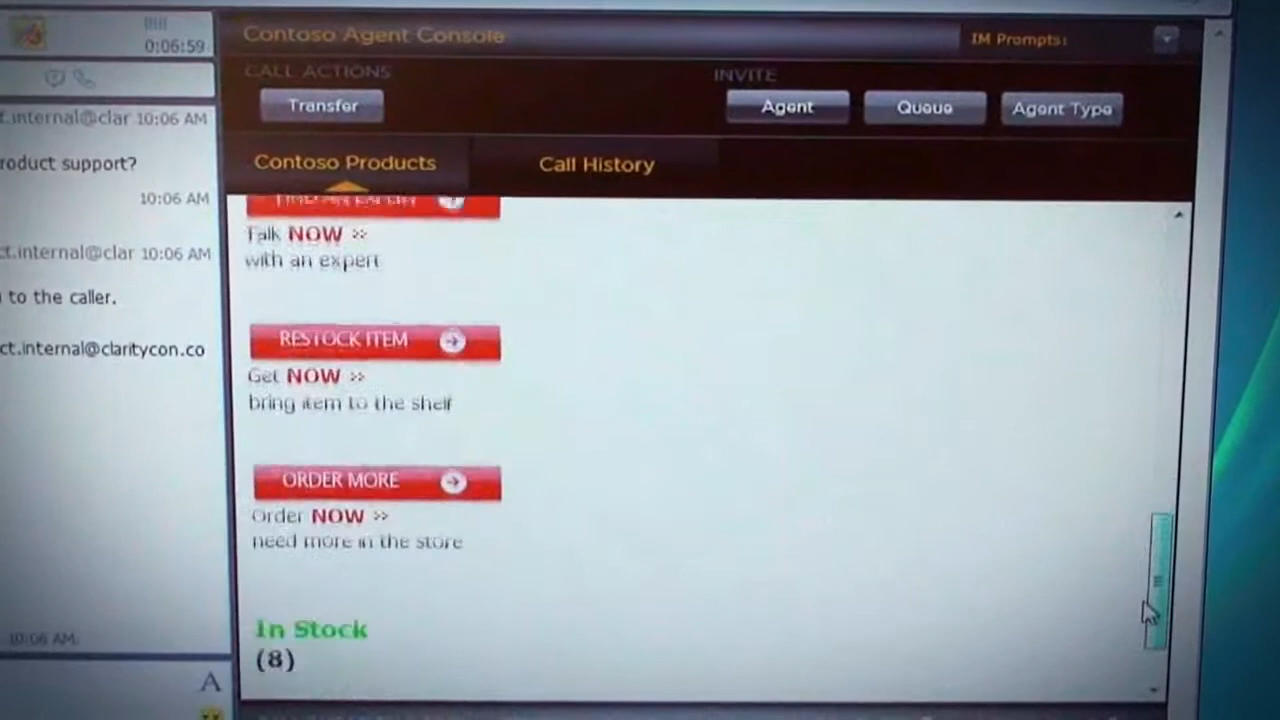 0:06:59
Contoso Agent Console
IM Prompts:
CALL ACTIONS
INVITE
Transfer
Agent
Queue
Agent Type
t.internal@clar 10:06 AM
roduct support?
10:06 AM
ct.internal@clar 10:06 AM
to the caller.
ct.internal@claritycon.co
10:06 AM
A
Contoso Products
Call History
Talk NOW >>
with an expert
RESTOCK ITEM
Get NOW >>
bring item to the shelf
ORDER MORE
Order NOW >>
need more in the store
In Stock
(8)